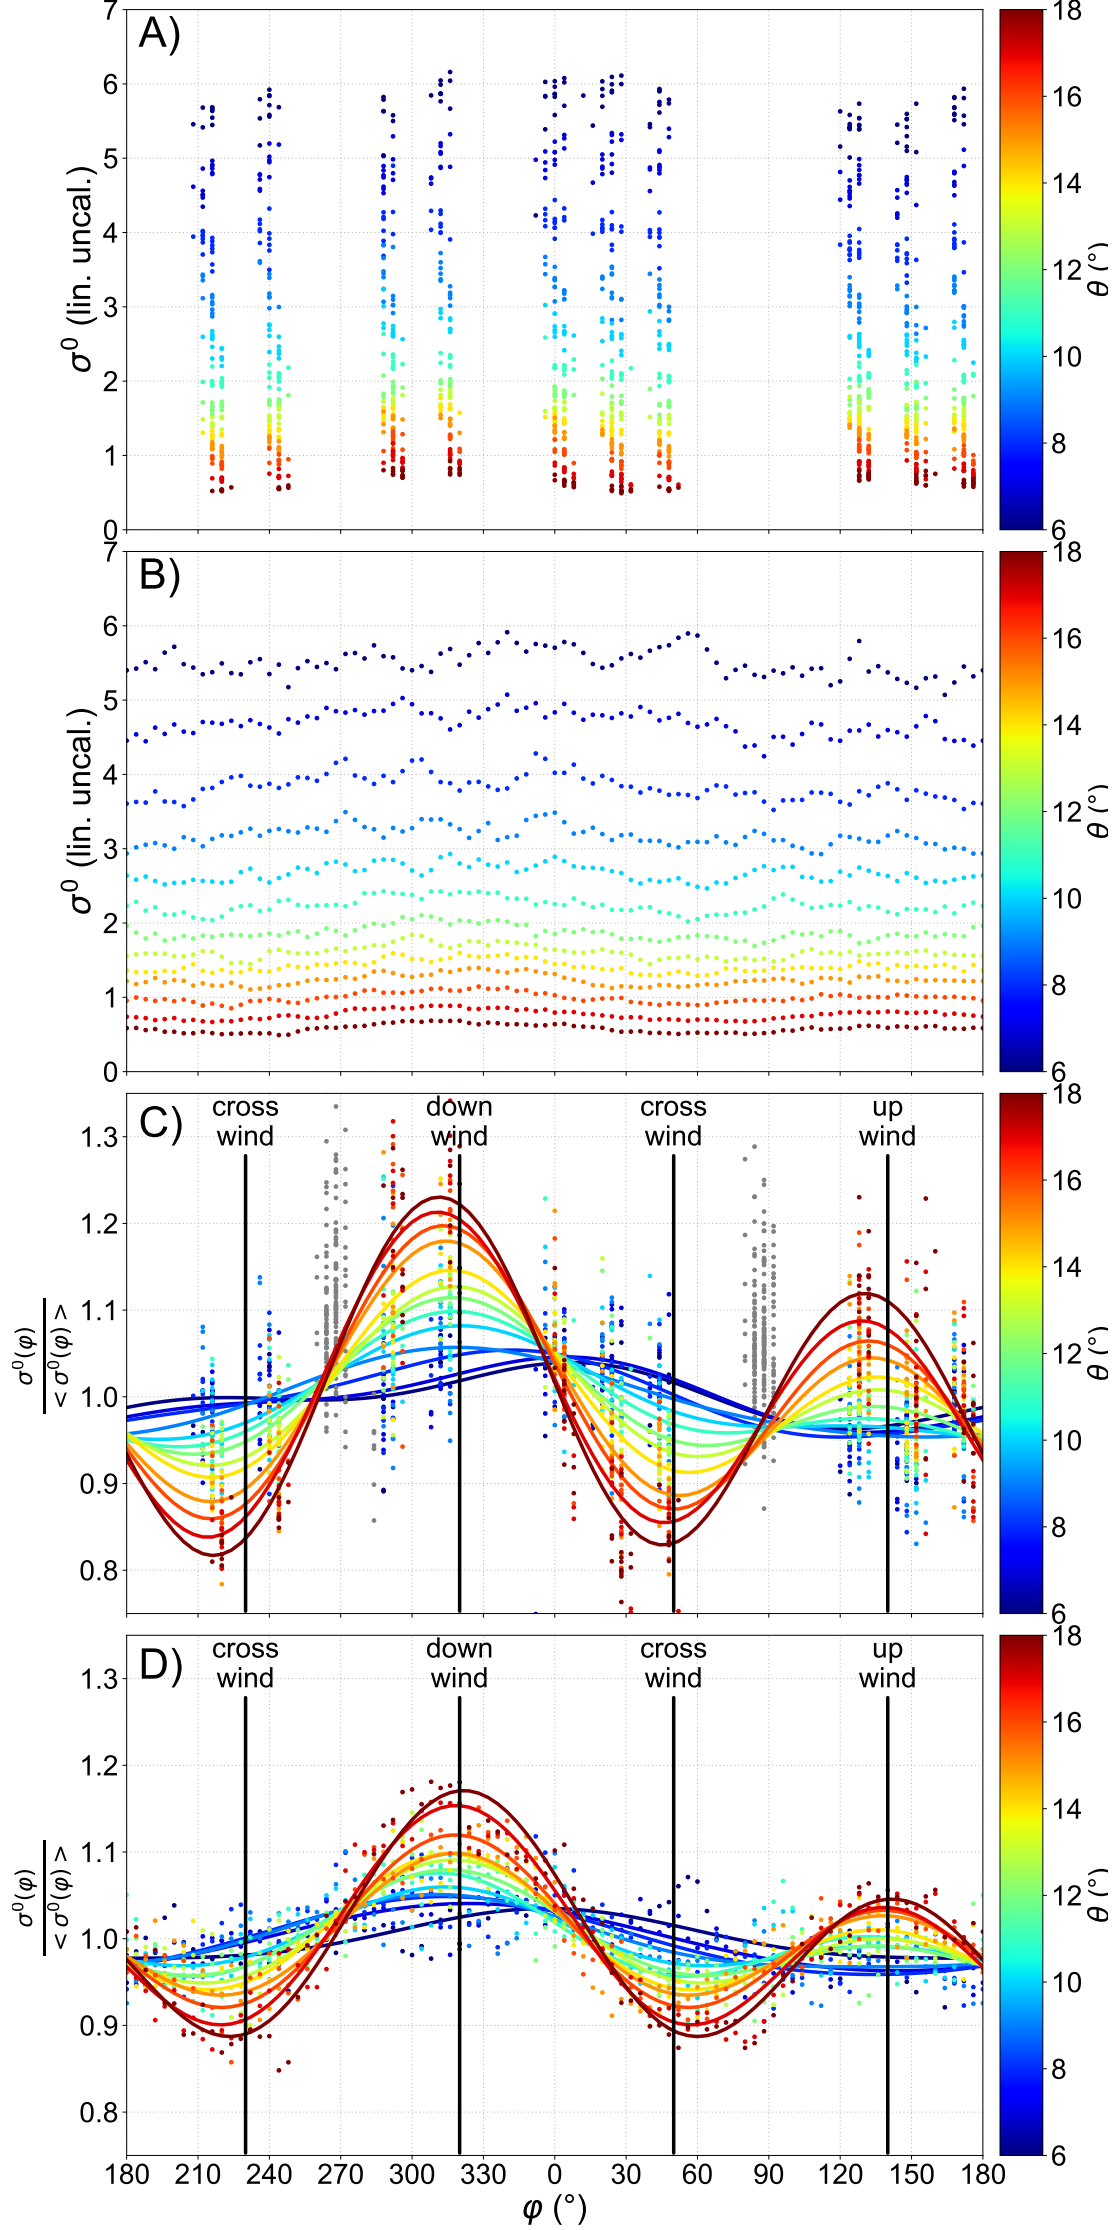 A)
7
6
5
4
3
2
1
0
σ⁰ (lin. uncal.)
18
16
14
12
10
8
6
θ (°)
B)
7
6
5
4
3
2
1
0
σ⁰ (lin. uncal.)
18
16
14
12
10
8
6
θ (°)
C)
cross wind
down wind
cross wind
up wind
1.3
1.2
1.1
1.0
0.9
0.8
σ⁰(φ)
< σ⁰(φ) >
18
16
14
12
10
8
6
θ (°)
D)
cross wind
down wind
cross wind
up wind
1.3
1.2
1.1
1.0
0.9
0.8
σ⁰(φ)
< σ⁰(φ) >
18
16
14
12
10
8
6
θ (°)
180 210 240 270 300 330 0 30 60 90 120 150 180
φ (°)